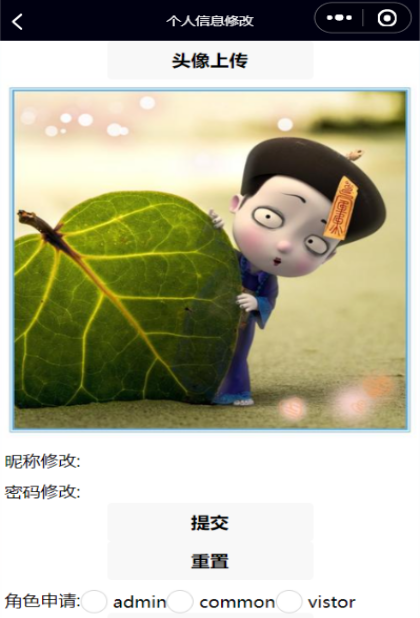 个人信息修改
头像上传
昵称修改:
密码修改:
提交
重置
角色申请: admin common vistor